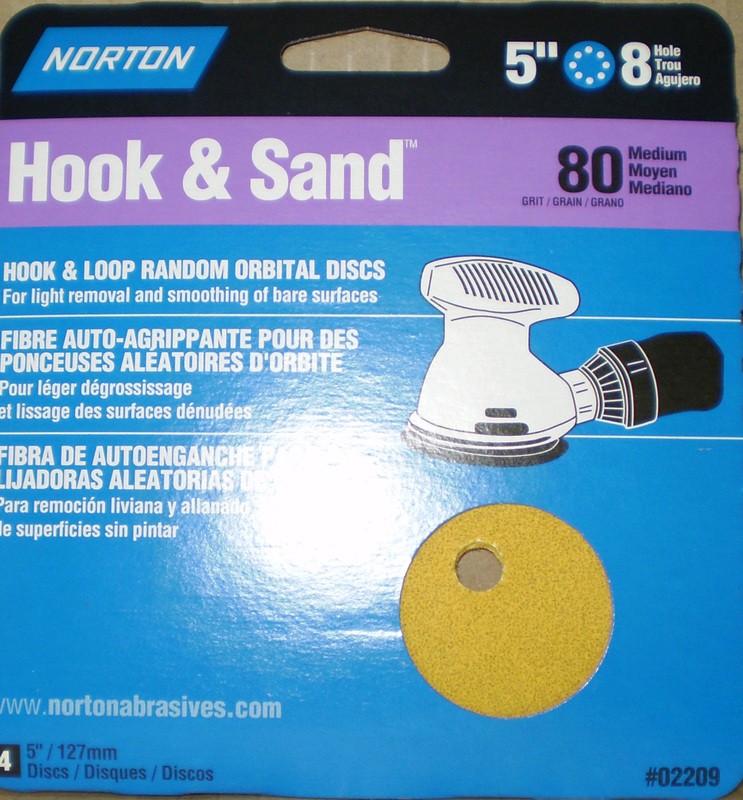 NORTON
5" 8 Hole
Trou
Agujero
Hook & Sand™
80 Medium
Moyen
Mediano
GRIT / GRAIN / GRANO
HOOK & LOOP RANDOM ORBITAL DISCS
For light removal and smoothing of bare surfaces
FIBRE AUTO-AGRIPPANTE POUR DES
PONCEUSES ALÉATOIRES D'ORBITE
Pour léger dégrossissage
et lissage des surfaces dénudées
FIBRA DE AUTOENGANCHE
LIJADORAS ALEATORIAS
Para remoción liviana y allanado
de superficies sin pintar
www.nortonabrasives.com
4 5" / 127mm
Discs / Disques / Discos
#02209